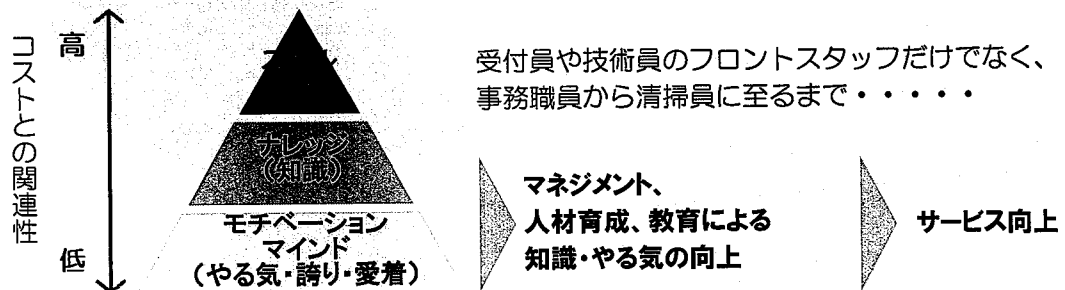 コストとの関連性
高
低
ナレッジ
(知識)
モチベーション
マインド
(やる気・誇り・愛着)
受付員や技術員のフロントスタッフだけでなく、
事務職員から清掃員に至るまで・・・・・
マネジメント、
人材育成、教育による
知識・やる気の向上
サービス向上